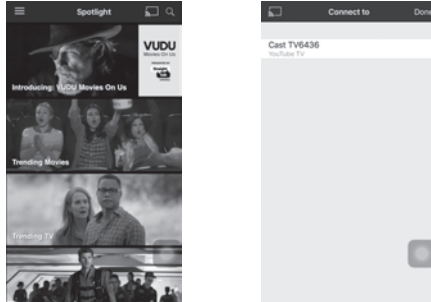 Spotlight
VUDU
Movies On Us
Introducing: VUDU Movies On Us
Trending Movies
Trending TV
Connect to
Done
Cast TV6436
YouTube TV